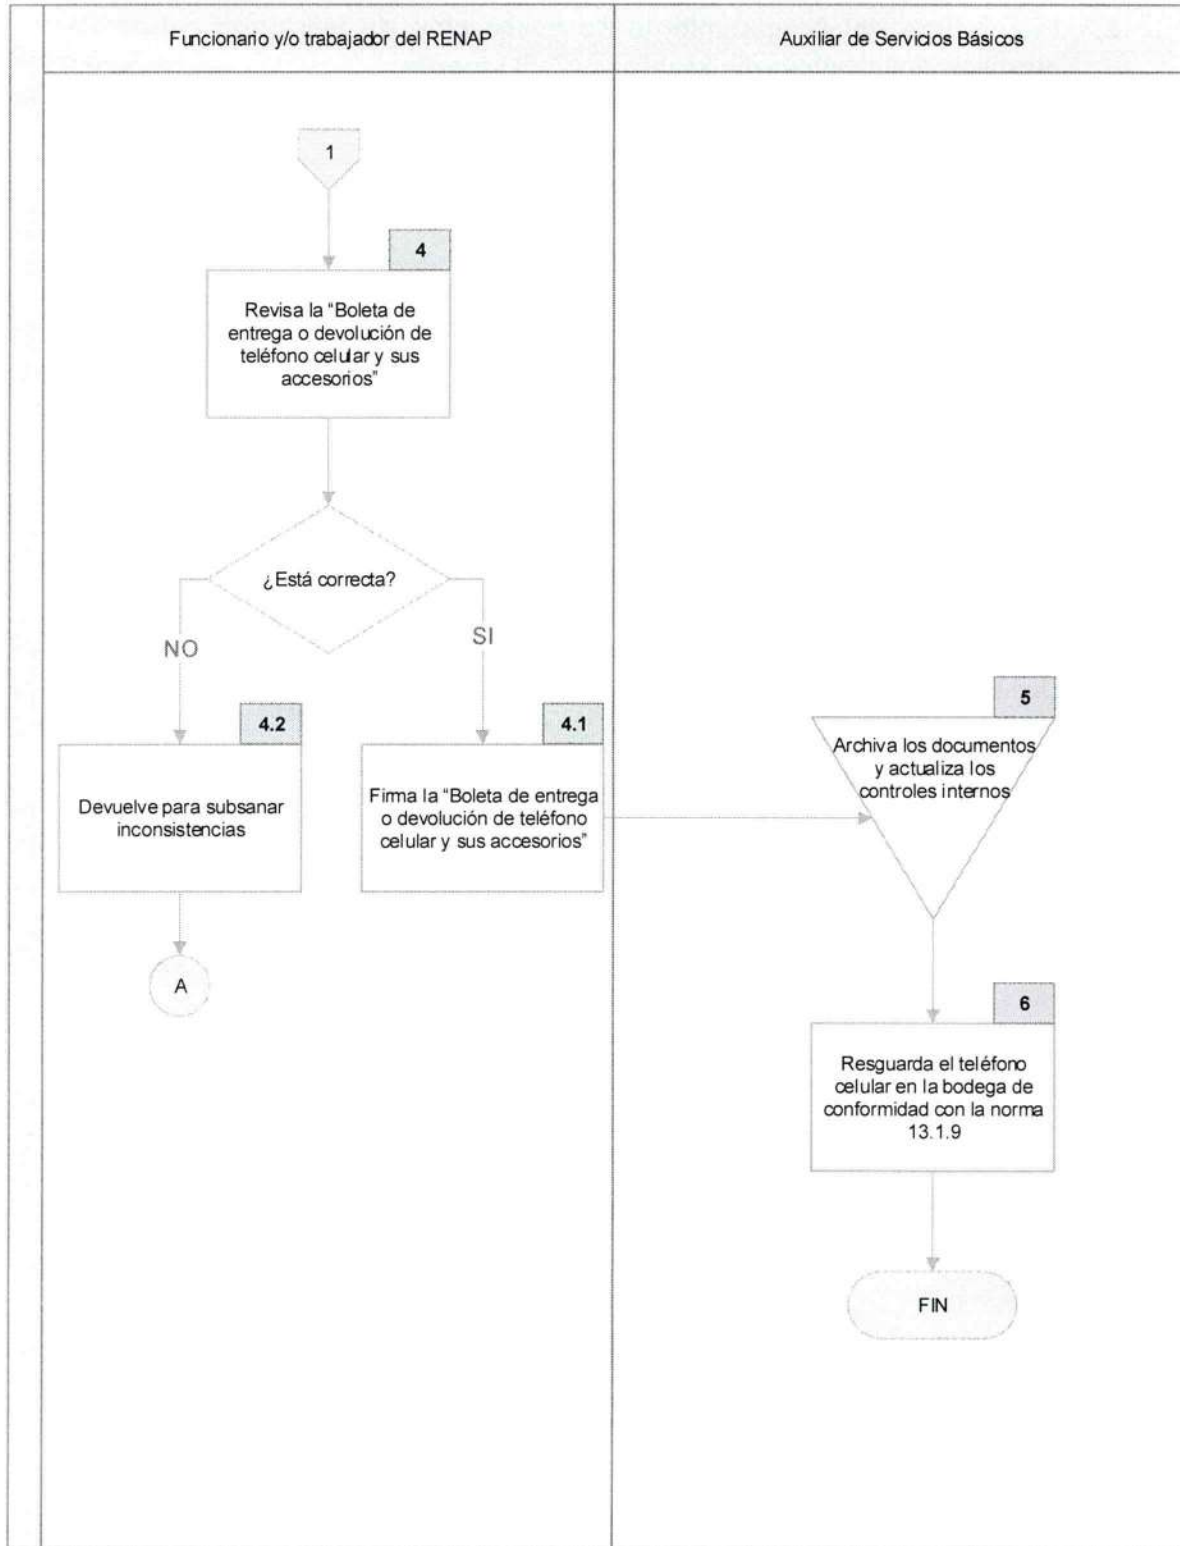 Funcionario y/o trabajador del RENAP
Auxiliar de Servicios Básicos
1
4
Revisa la “Boleta de
entrega o devolución de
teléfono celular y sus
accesorios”
¿Está correcta?
NO
SI
4.2
Devuelve para subsanar
inconsistencias
A
4.1
Firma la “Boleta de entrega
o devolución de teléfono
celular y sus accesorios”
5
Archiva los documentos
y actualiza los
controles internos
6
Resguarda el teléfono
celular en la bodega de
conformidad con la norma
13.1.9
FIN